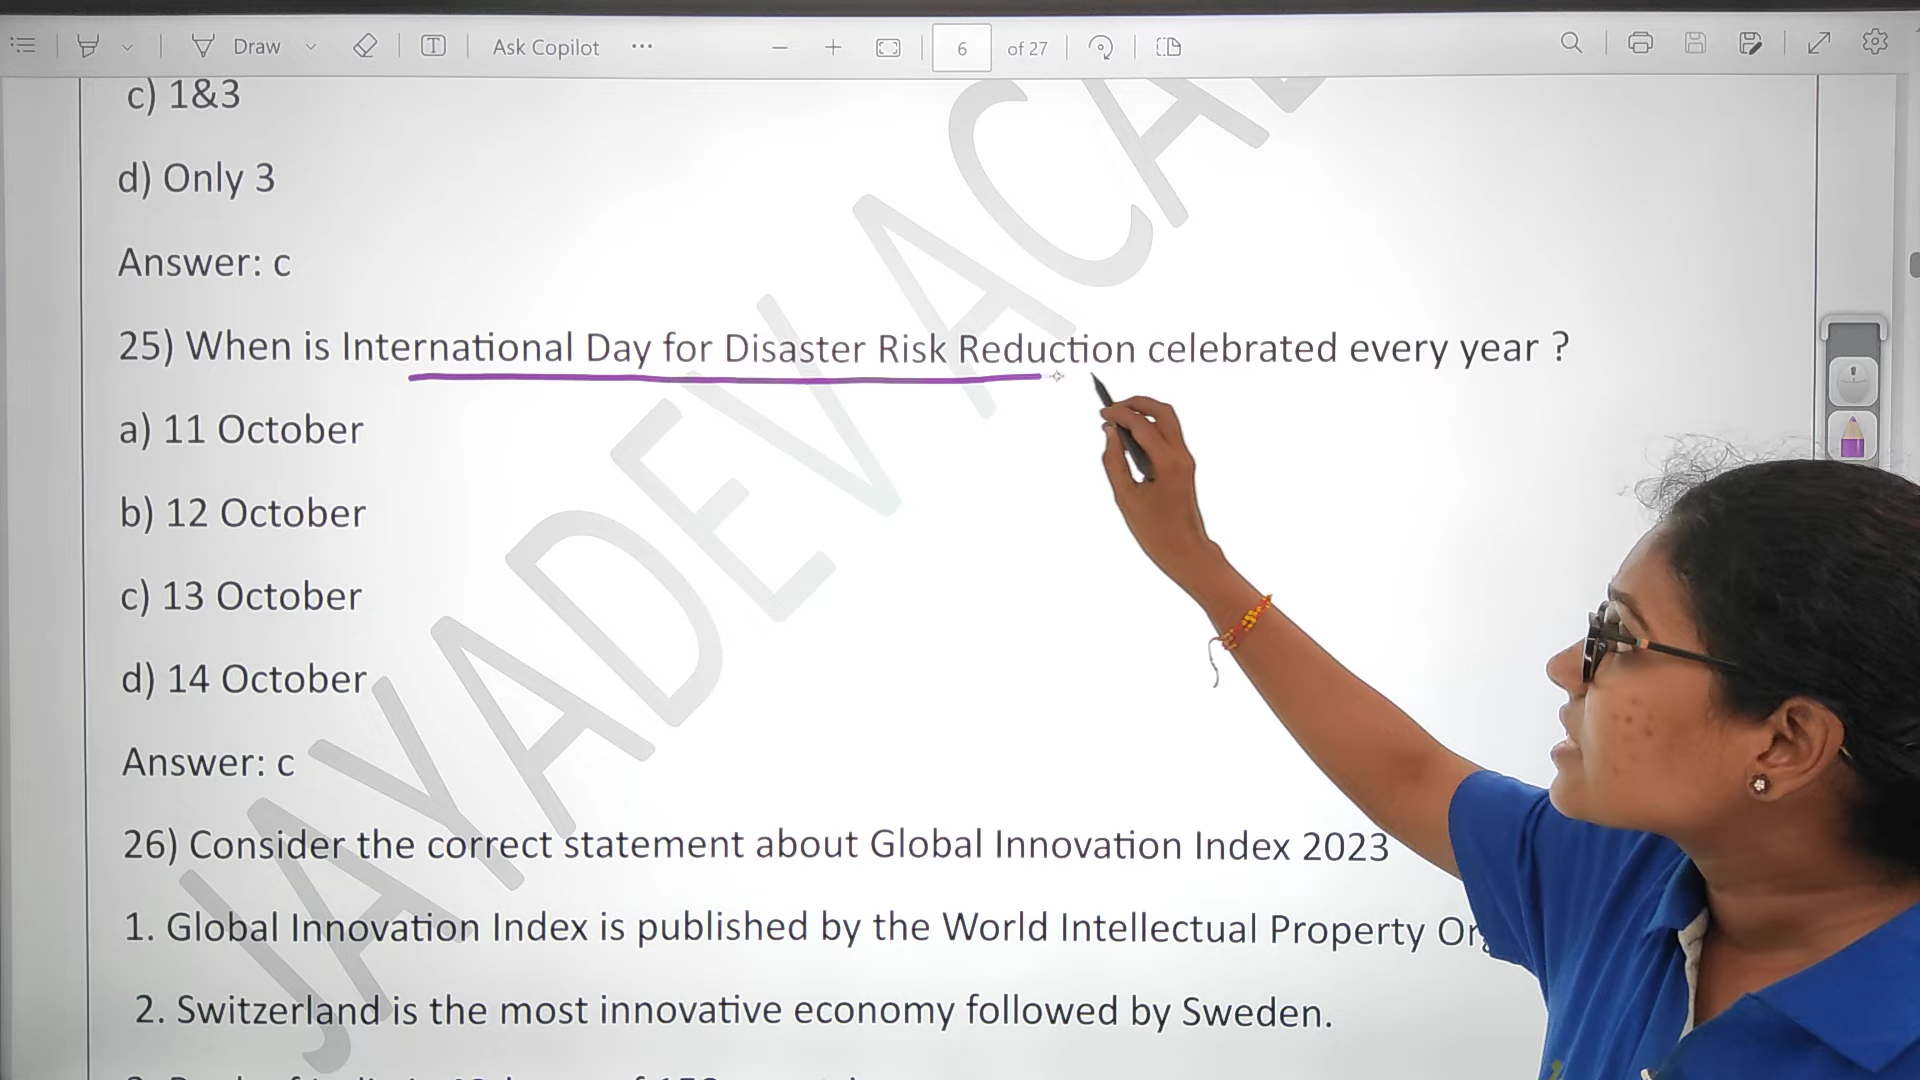 Draw
Ask Copilot
6 of 27
c) 1&3
d) Only 3
Answer: c
25) When is International Day for Disaster Risk Reduction celebrated every year ?
a) 11 October
b) 12 October
c) 13 October
d) 14 October
Answer: c
26) Consider the correct statement about Global Innovation Index 2023
1. Global Innovation Index is published by the World Intellectual Property
2. Switzerland is the most innovative economy followed by Sweden.
JAYADEV